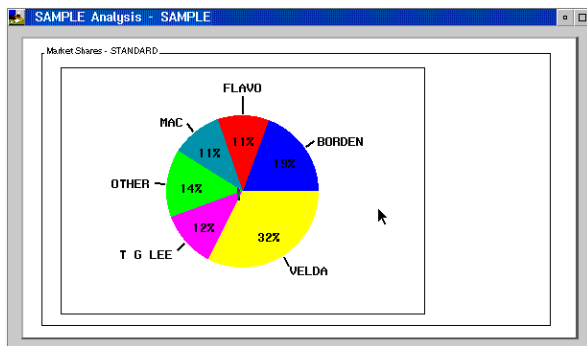 SAMPLE Analysis - SAMPLE
Market Shares - STANDARD
FLAVO
MAC
BORDEN
11%
11%
19%
OTHER
14%
12%
32%
T G LEE
VELDA